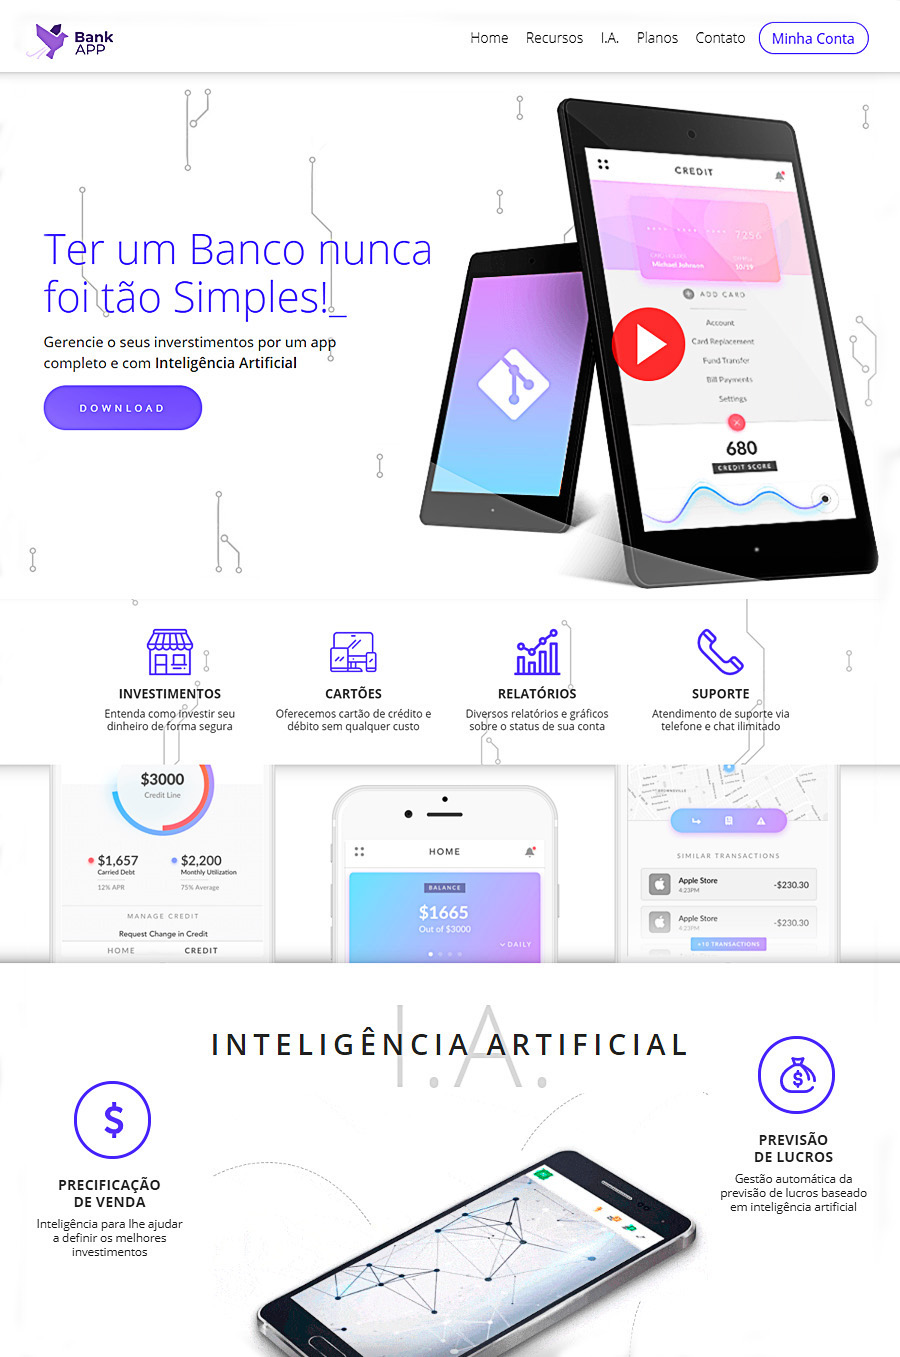 Bank
APP
Home
Recursos
I.A.
Planos
Contato
Minha Conta
Ter um Banco nunca
foi tão Simples!_
Gerencie o seus inverstimentos por um app
completo e com Inteligência Artificial
DOWNLOAD
CREDIT
7256
Michael Johnson
10/19
ADD CARD
Account
Card Replacement
Fund Transfer
Bill Payments
Settings
680
CREDIT SCORE
INVESTIMENTOS
Entenda como investir seu
dinheiro de forma segura
CARTÕES
Oferecemos cartão de crédito e
débito sem qualquer custo
RELATÓRIOS
Diversos relatórios e gráficos
sobre o status de sua conta
SUPORTE
Atendimento de suporte via
telefone e chat ilimitado
$3000
Credit Line
$1,657
Carried Debt
12% APR
$2,200
Monthly Utilization
75% Average
MANAGE CREDIT
Request Change in Credit
HOME
CREDIT
HOME
BALANCE
$1665
Out of $3000
DAILY
SIMILAR TRANSACTIONS
Apple Store
4:23PM
-$230.30
Apple Store
4:23PM
-$230.30
+10 TRANSACTIONS
I.A.
INTELIGÊNCIA ARTIFICIAL
PRECIFICAÇÃO
DE VENDA
Inteligência para lhe ajudar
a definir os melhores
investimentos
PREVISÃO
DE LUCROS
Gestão automática da
previsão de lucros baseado
em inteligência artificial